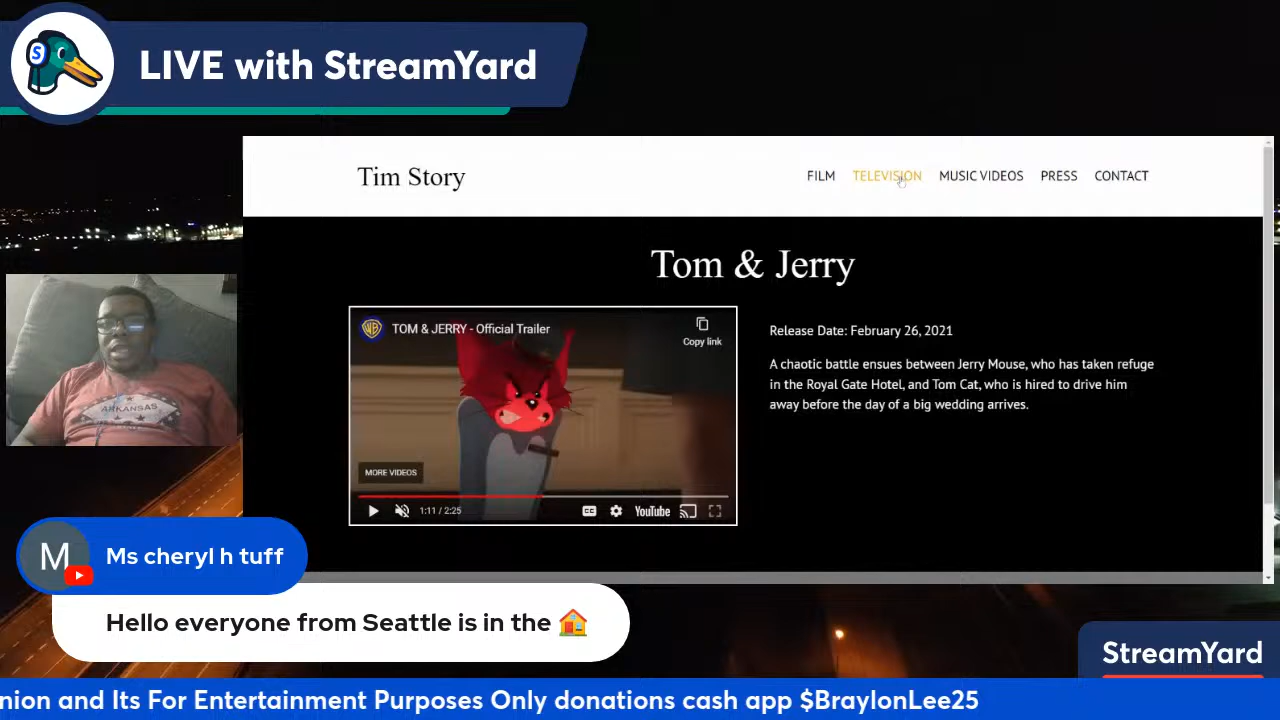 S
LIVE with StreamYard
Tim Story
FILM TELEVISION MUSIC VIDEOS PRESS CONTACT
Tom & Jerry
WB
TOM & JERRY - Official Trailer
Copy link
MORE VIDEOS
1:11 / 2:25
CC
YouTube
Release Date: February 26, 2021
A chaotic battle ensues between Jerry Mouse, who has taken refuge
in the Royal Gate Hotel, and Tom Cat, who is hired to drive him
away before the day of a big wedding arrives.
ARKANSAS
M
Ms cheryl h tuff
Hello everyone from Seattle is in the 🏠
StreamYard
nion and Its For Entertainment Purposes Only donations cash app $BraylonLee25